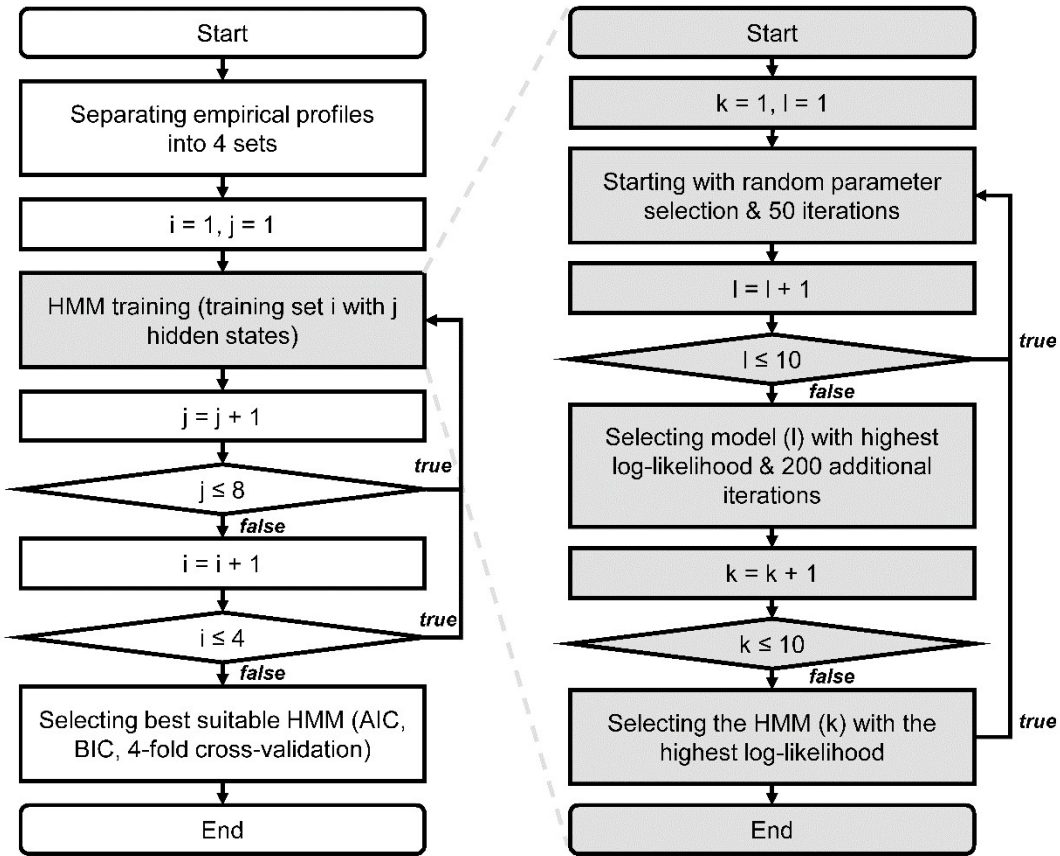 Start
Separating empirical profiles
into 4 sets
i = 1, j = 1
HMM training (training set i with j
hidden states)
j = j + 1
true
j ≤ 8
false
i = i + 1
true
i ≤ 4
false
Selecting best suitable HMM (AIC,
BIC, 4-fold cross-validation)
End
Start
k = 1, l = 1
Starting with random parameter
selection & 50 iterations
l = l + 1
true
l ≤ 10
false
Selecting model (l) with highest
log-likelihood & 200 additional
iterations
k = k + 1
k ≤ 10
false
Selecting the HMM (k) with the
highest log-likelihood
true
End